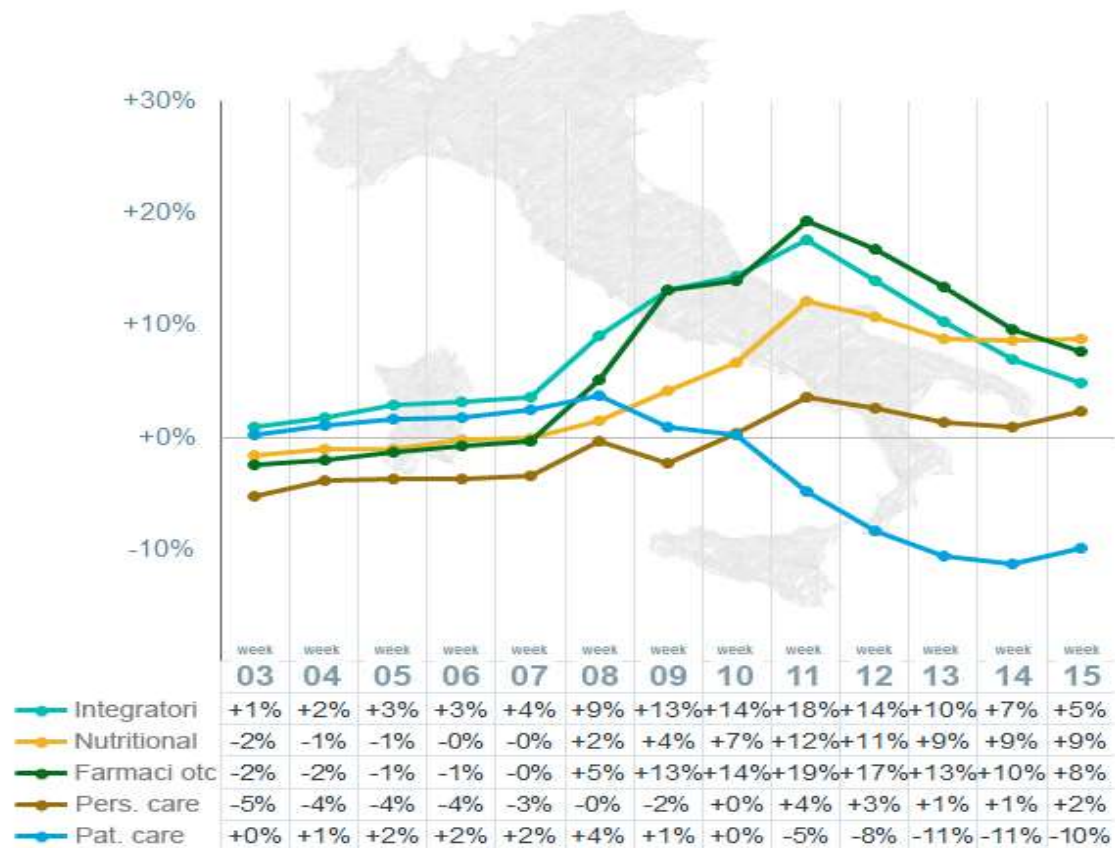 +30%
+20%
+10%
+0%
-10%
week week week week week week week week week week week week week
03 04 05 06 07 08 09 10 11 12 13 14 15
Integratori +1% +2% +3% +3% +4% +9% +13% +14% +18% +14% +10% +7% +5%
Nutritional -2% -1% -1% -0% -0% +2% +4% +7% +12% +11% +9% +9% +9%
Farmaci otc -2% -2% -1% -1% -0% +5% +13% +14% +19% +17% +13% +10% +8%
Pers. care -5% -4% -4% -4% -3% -0% -2% +0% +4% +3% +1% +1% +2%
Pat. care +0% +1% +2% +2% +2% +4% +1% +0% -5% -8% -11% -11% -10%